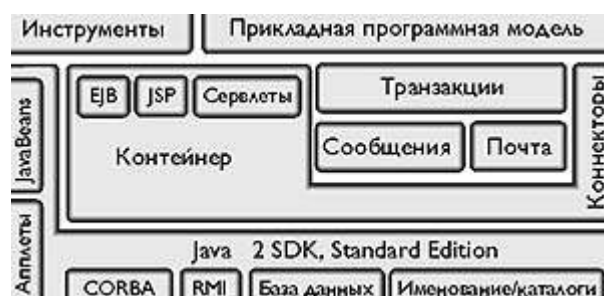 Инструменты
Прикладная программная модель
JavaBeans
EJB
JSP
Сервлеты
Транзакции
Коннекторы
Контейнер
Сообщения
Почта
Апплеты
Java 2 SDK, Standard Edition
CORBA
RMI
База данных
Именование/каталоги